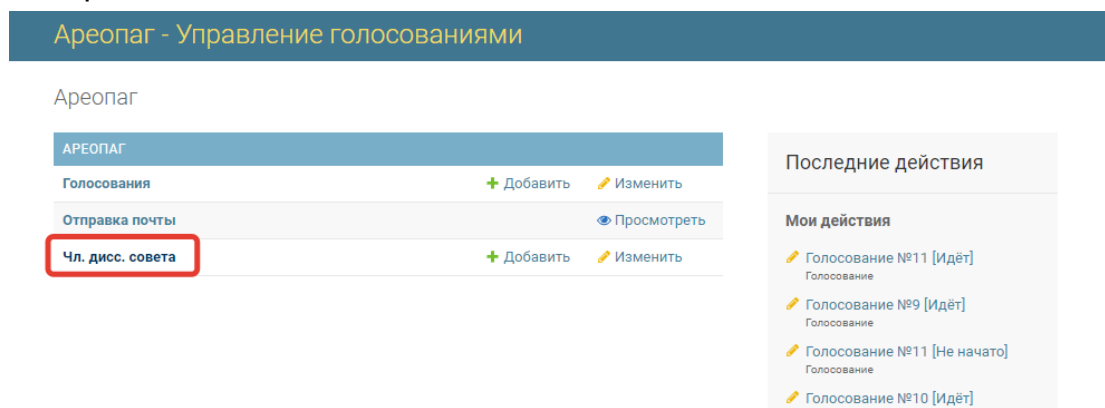 Ареопаг - Управление голосованиями
Ареопаг
АРЕОПАГ
Голосования Добавить Изменить
Отправка почты Просмотреть
Чл. дисс. совета Добавить Изменить
Последние действия
Мои действия
Голосование №11 [Идёт]
Голосование
Голосование №9 [Идёт]
Голосование
Голосование №11 [Не начато]
Голосование
Голосование №10 [Идёт]